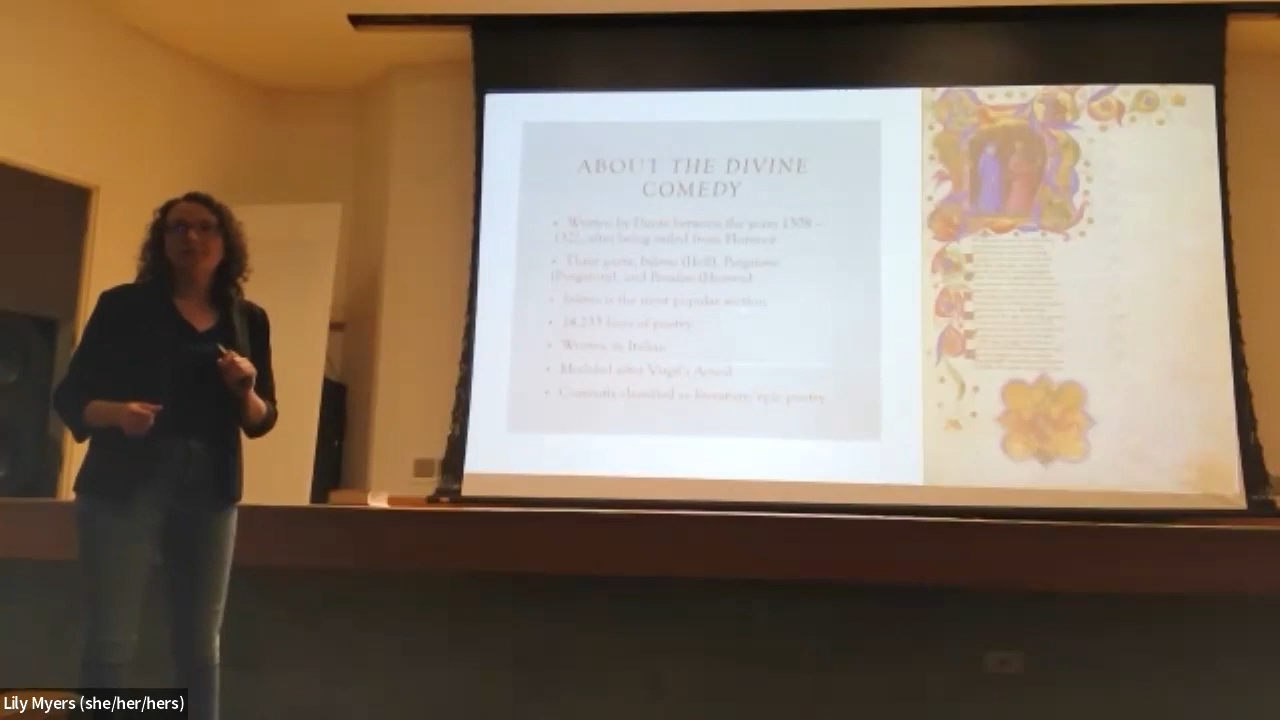 ABOUT THE DIVINE
COMEDY
• Written by Dante between the years 1308 –
1321, after being exiled from Florence
• Three parts: Inferno (Hell), Purgatorio
(Purgatory), and Paradiso (Heaven)
• Inferno is the most popular section
• 14,233 lines of poetry
• Written in Italian
• Modeled after Virgil's Aeneid
• Currently classified as literature/epic poetry
Lily Myers (she/her/hers)